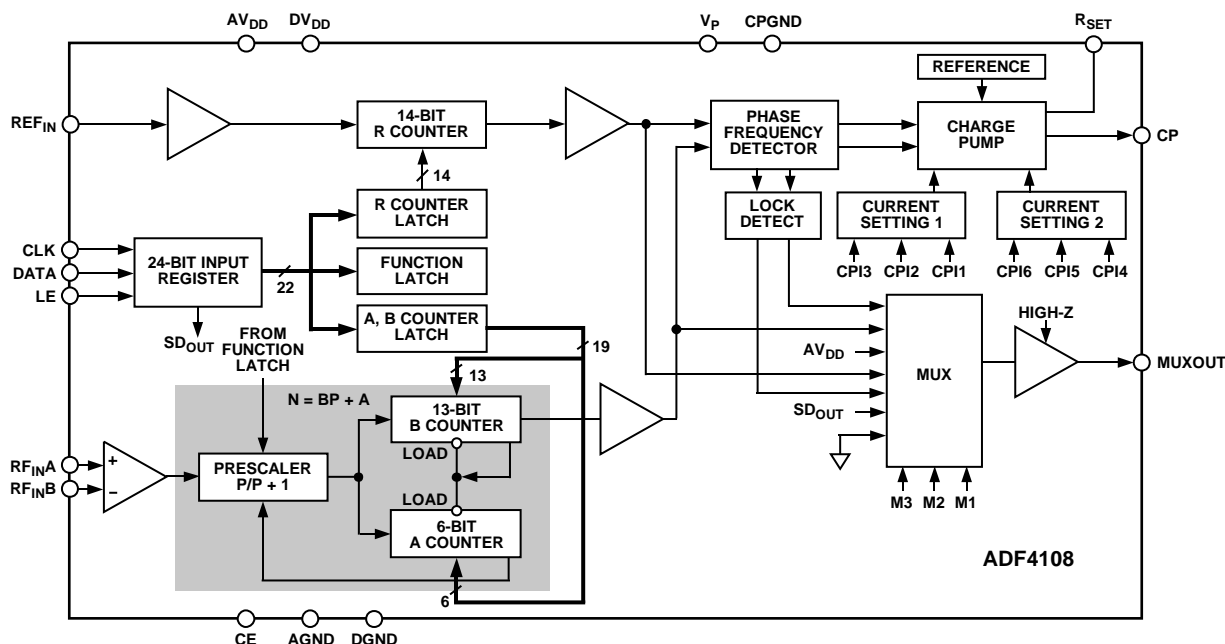 AVDD DVDD VP CPGND RSET
REFIN
14-BIT
R COUNTER
14
R COUNTER
LATCH
PHASE
FREQUENCY
DETECTOR
REFERENCE
CHARGE
PUMP
CP
LOCK
DETECT
CURRENT
SETTING 1
CURRENT
SETTING 2
CPI3 CPI2 CPI1 CPI6 CPI5 CPI4
CLK
DATA
LE
24-BIT INPUT
REGISTER
22
FUNCTION
LATCH
A, B COUNTER
LATCH
SDOUT
FROM
FUNCTION
LATCH
19
13
N = BP + A
13-BIT
B COUNTER
LOAD
RFINA
RFINB
+
–
PRESCALER
P/P + 1
LOAD
6-BIT
A COUNTER
6
AVDD
SDOUT
MUX
HIGH-Z
MUXOUT
M3 M2 M1
ADF4108
CE AGND DGND